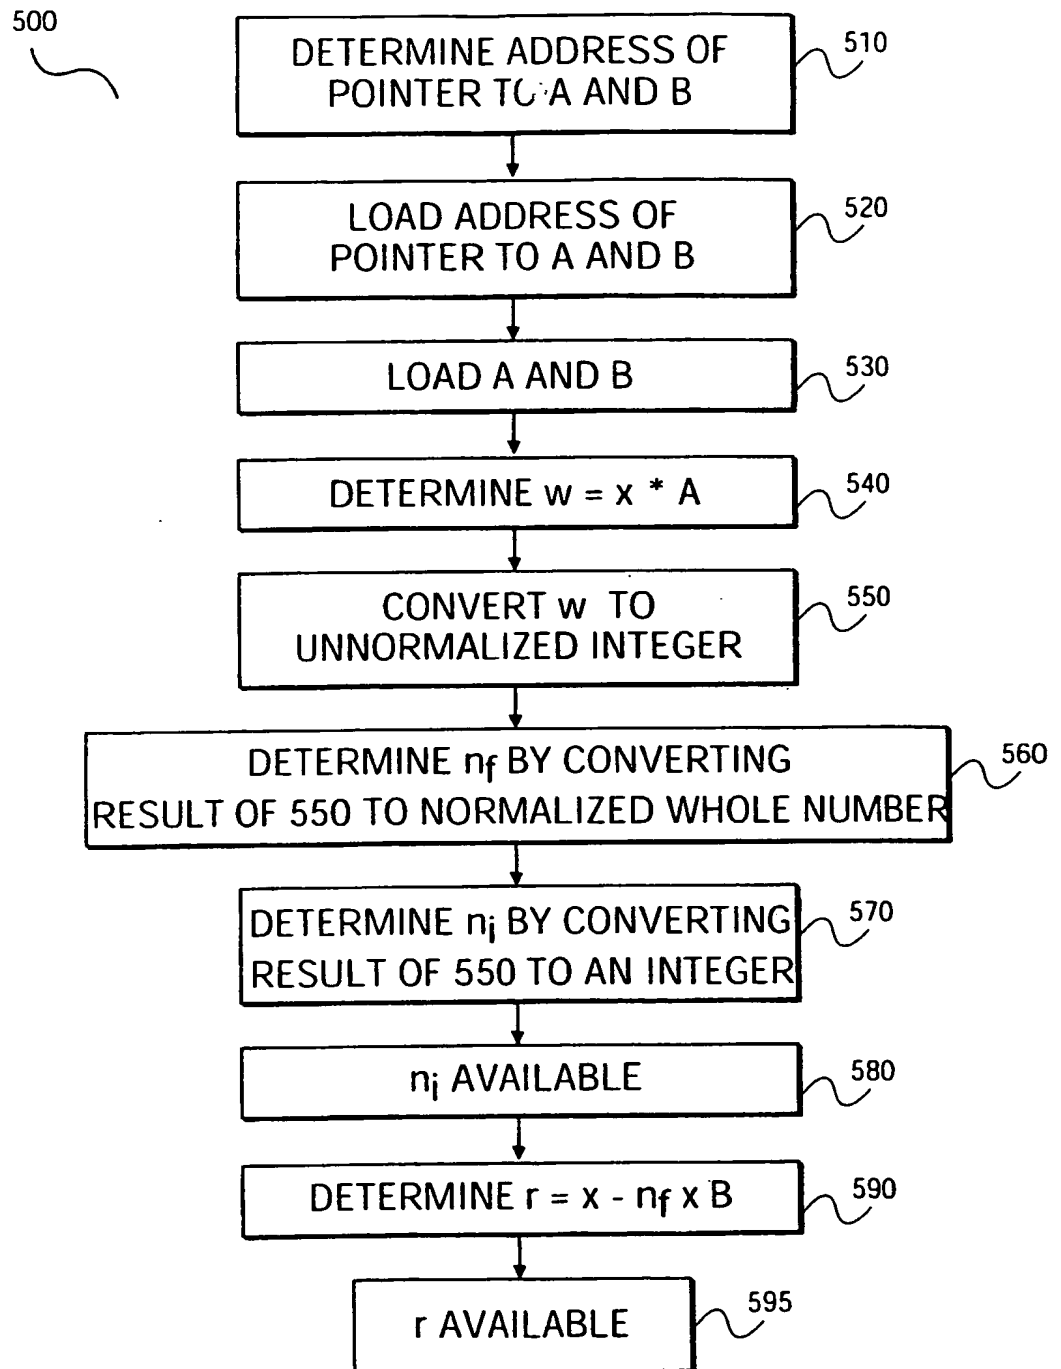 500
DETERMINE ADDRESS OF
POINTER TO A AND B
510
LOAD ADDRESS OF
POINTER TO A AND B
520
LOAD A AND B
530
DETERMINE w = x * A
540
CONVERT w TO
UNNORMALIZED INTEGER
550
DETERMINE nf BY CONVERTING
RESULT OF 550 TO NORMALIZED WHOLE NUMBER
560
DETERMINE ni BY CONVERTING
RESULT OF 550 TO AN INTEGER
570
ni AVAILABLE
580
DETERMINE r = x - nf x B
590
r AVAILABLE
595